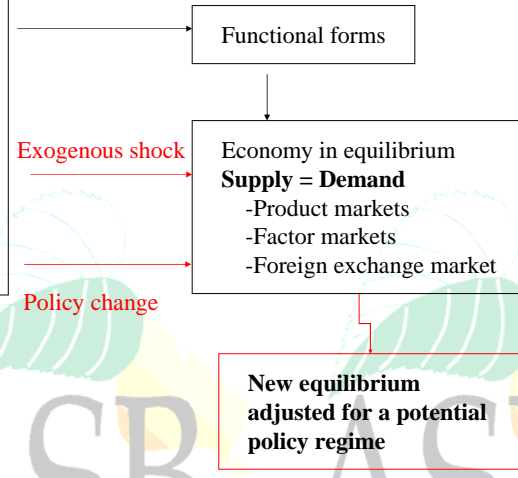 Functional forms
Exogenous shock
Economy in equilibrium
Supply = Demand
-Product markets
-Factor markets
-Foreign exchange market
Policy change
New equilibrium
adjusted for a potential
policy regime